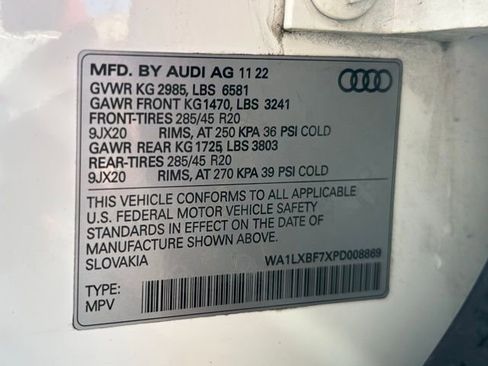 MFD. BY AUDI AG 11 22
GVWR KG 2985, LBS 6581
GAWR FRONT KG1470, LBS 3241
FRONT-TIRES 285/45 R20
9JX20 RIMS, AT 250 KPA 36 PSI COLD
GAWR REAR KG 1725, LBS 3803
REAR-TIRES 285/45 R20
9JX20 RIMS, AT 270 KPA 39 PSI COLD
THIS VEHICLE CONFORMS TO ALL APPLICABLE
U.S. FEDERAL MOTOR VEHICLE SAFETY
STANDARDS IN EFFECT ON THE DATE OF
MANUFACTURE SHOWN ABOVE.
SLOVAKIA WA1LXBF7XPD008869
TYPE:
MPV